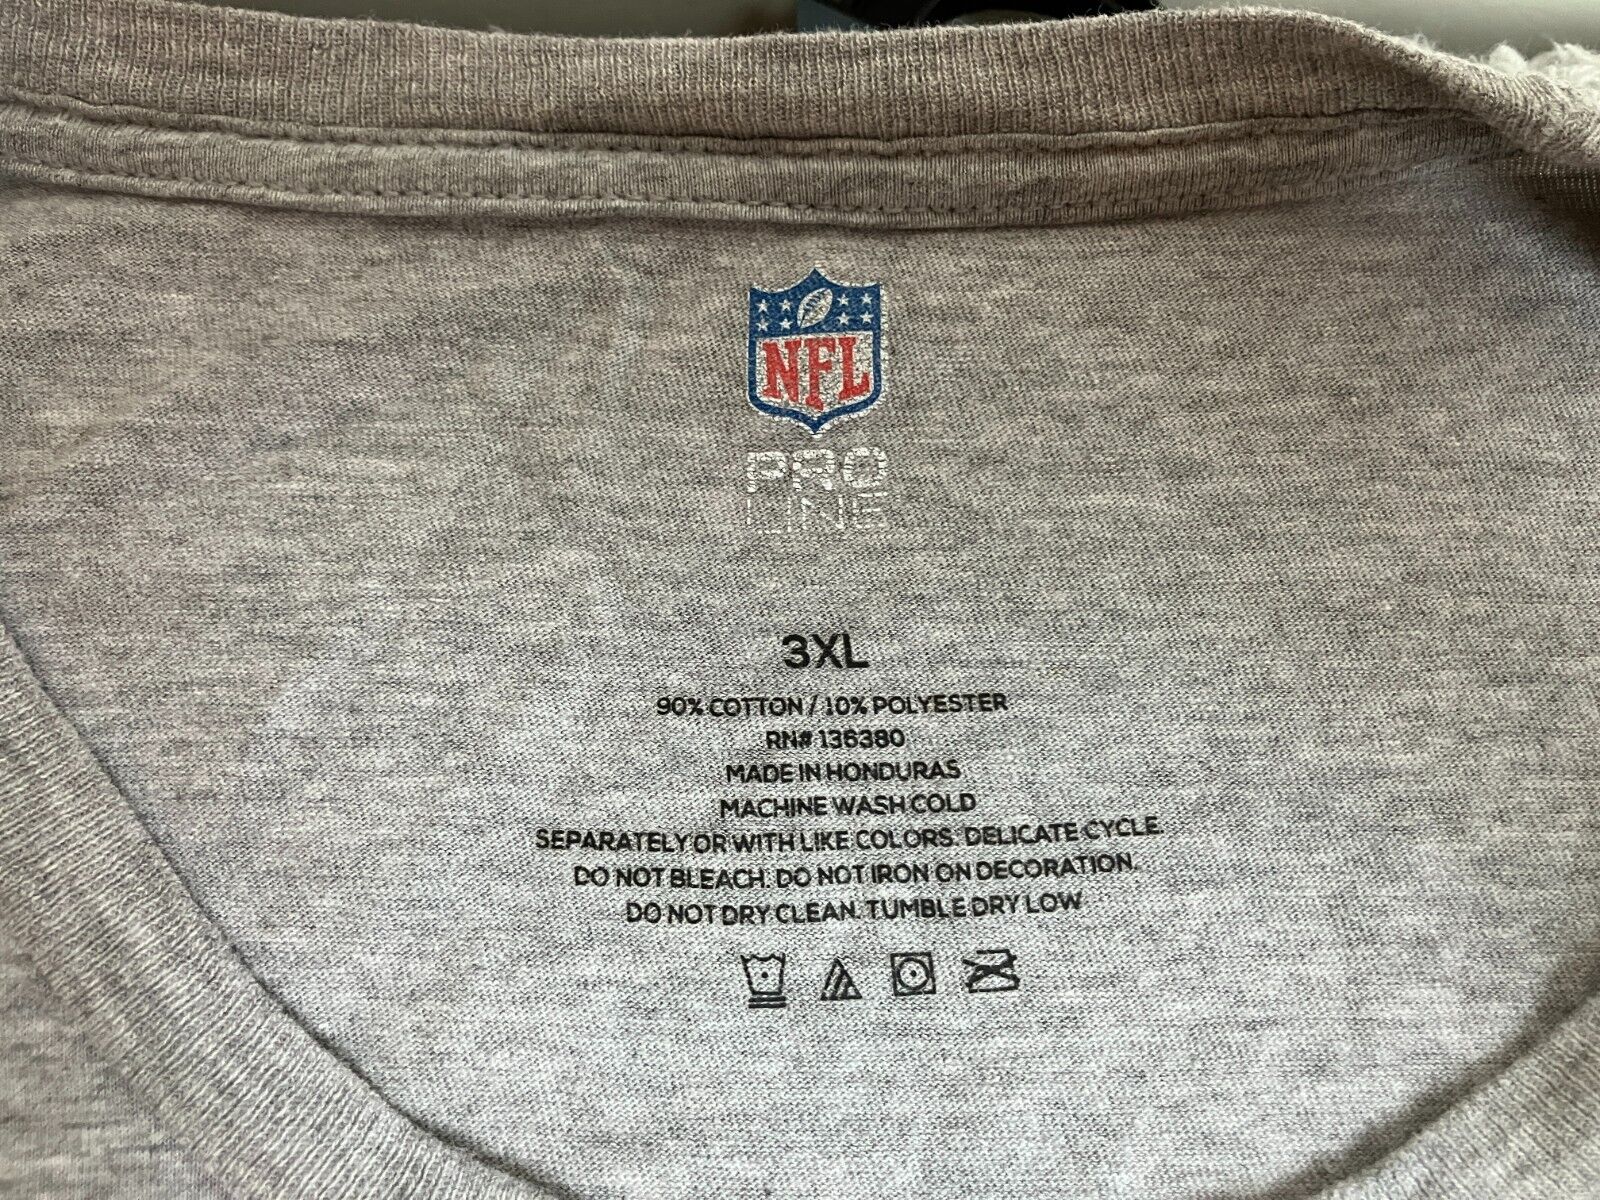 NFL
PRO
LINE
3XL
90% COTTON / 10% POLYESTER
RN# 136380
MADE IN HONDURAS
MACHINE WASH COLD
SEPARATELY OR WITH LIKE COLORS. DELICATE CYCLE.
DO NOT BLEACH. DO NOT IRON ON DECORATION.
DO NOT DRY CLEAN. TUMBLE DRY LOW